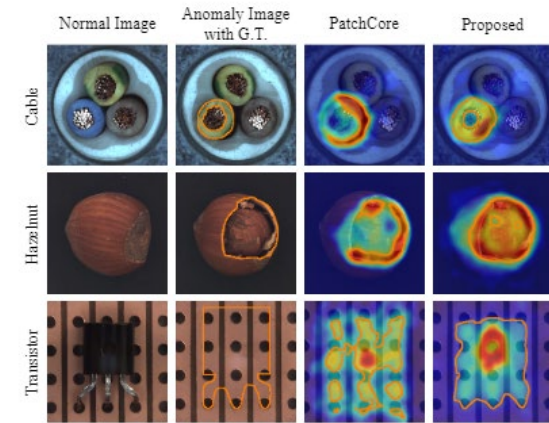 Normal Image
Anomaly Image
with G.T.
PatchCore
Proposed
Cable
Hazelnut
Transistor